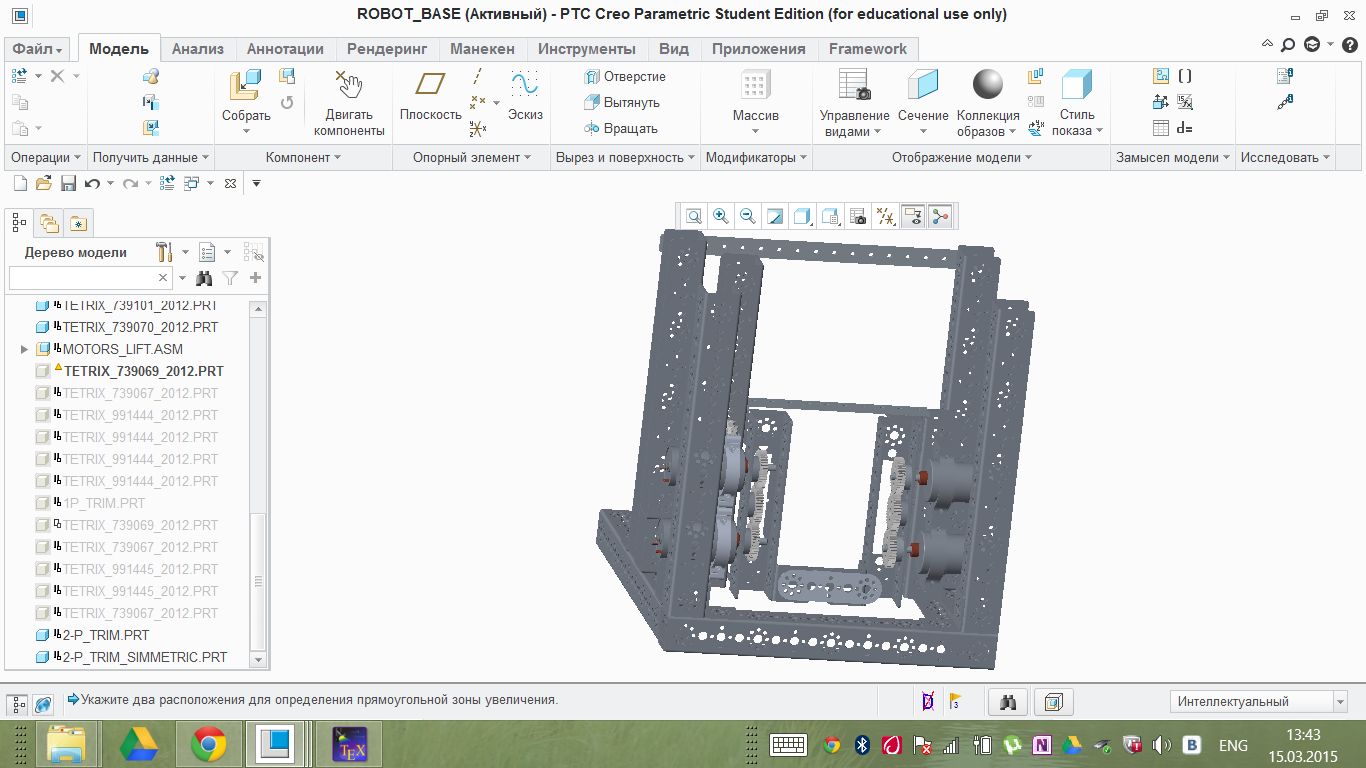 ROBOT_BASE (Активный) - PTC Creo Parametric Student Edition (for educational use only)
Файл Модель Анализ Аннотации Рендеринг Манекен Инструменты Вид Приложения Framework
Собрать
Двигать компоненты
Плоскость
Эскиз
Отверстие
Вытянуть
Вращать
Массив
Управление видами
Сечение
Коллекция образов
Стиль показа
d=
Операции Получить данные Компонент Опорный элемент Вырез и поверхность Модификаторы Отображение модели Замысел модели Исследовать
Дерево модели
TETRIX_739101_2012.PRT
TETRIX_739070_2012.PRT
MOTORS_LIFT.ASM
TETRIX_739069_2012.PRT
TETRIX_739067_2012.PRT
TETRIX_991444_2012.PRT
TETRIX_991444_2012.PRT
TETRIX_991444_2012.PRT
TETRIX_991444_2012.PRT
1P_TRIM.PRT
TETRIX_739069_2012.PRT
TETRIX_739067_2012.PRT
TETRIX_991445_2012.PRT
TETRIX_991445_2012.PRT
TETRIX_739067_2012.PRT
2-P_TRIM.PRT
2-P_TRIM_SIMMETRIC.PRT
Укажите два расположения для определения прямоугольной зоны увеличения.
3
Интеллектуальный
TEX
N
B
ENG
13:43
15.03.2015